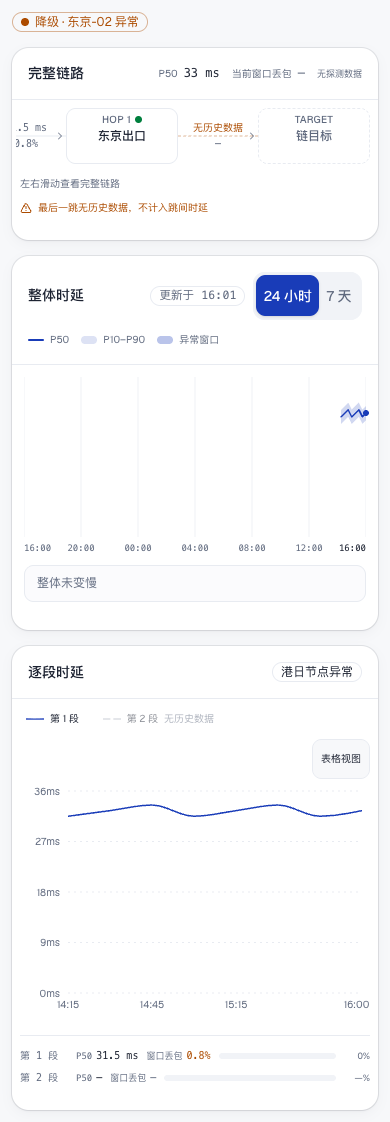 降级 · 东京-02 异常
完整链路
P50 33 ms 当前窗口丢包 — 无探测数据
.5 ms
0.8%
HOP 1
东京出口
无历史数据
—
TARGET
链目标
左右滑动查看完整链路
最后一跳无历史数据，不计入跳间时延
整体时延
更新于 16:01
24 小时
7 天
P50 P10–P90 异常窗口
16:00 20:00 00:00 04:00 08:00 12:00 16:00
整体未变慢
逐段时延
港日节点异常
第 1 段 第 2 段 无历史数据
表格视图
36ms
27ms
18ms
9ms
0ms
14:15 14:45 15:15 16:00
第 1 段 P50 31.5 ms 窗口丢包 0.8% 0%
第 2 段 P50 — 窗口丢包 — —%